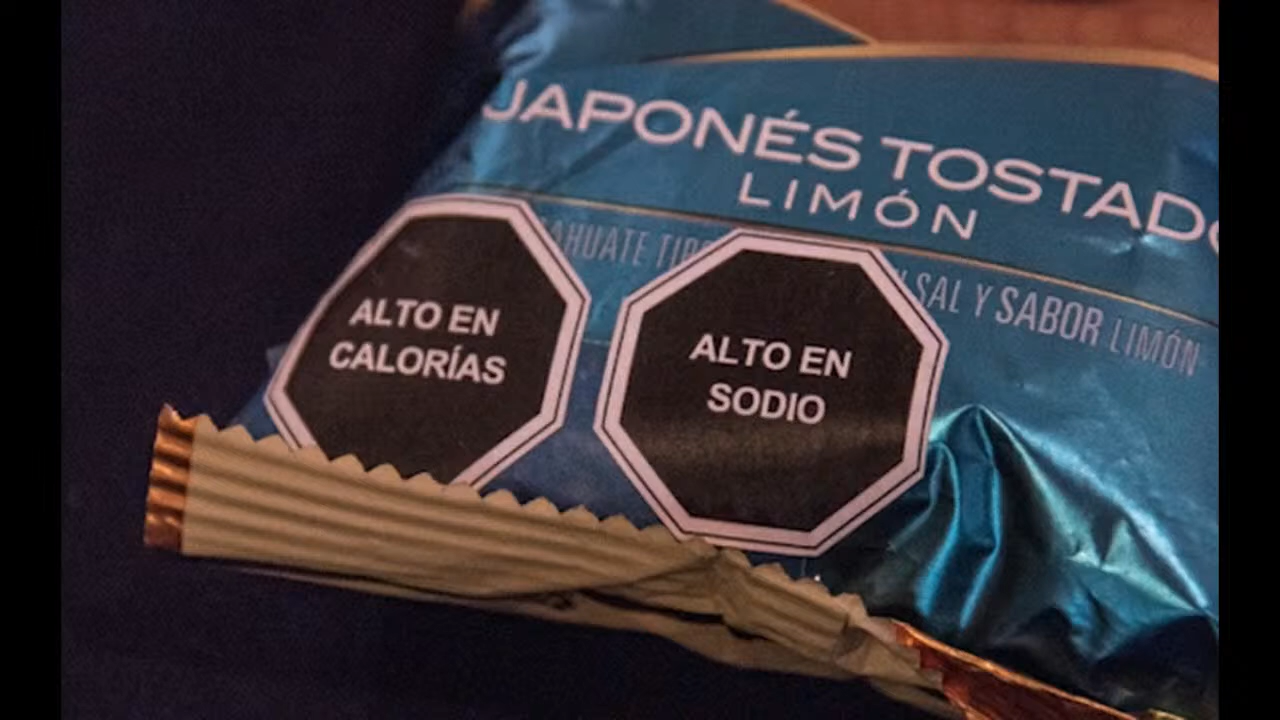 JAPONÉS TOSTADO
LIMÓN
SAL Y SABOR LIMÓN
ALTO EN
CALORÍAS
ALTO EN
SODIO